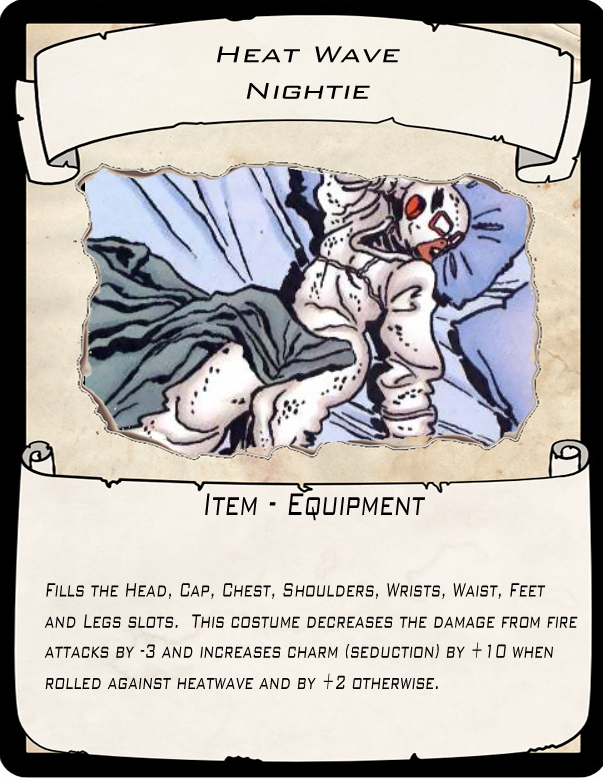 Heat Wave
Nightie
Item - Equipment
Fills the Head, Cap, Chest, Shoulders, Wrists, Waist, Feet
and Legs slots. This costume decreases the damage from fire
attacks by -3 and increases charm (seduction) by +10 when
rolled against heatwave and by +2 otherwise.